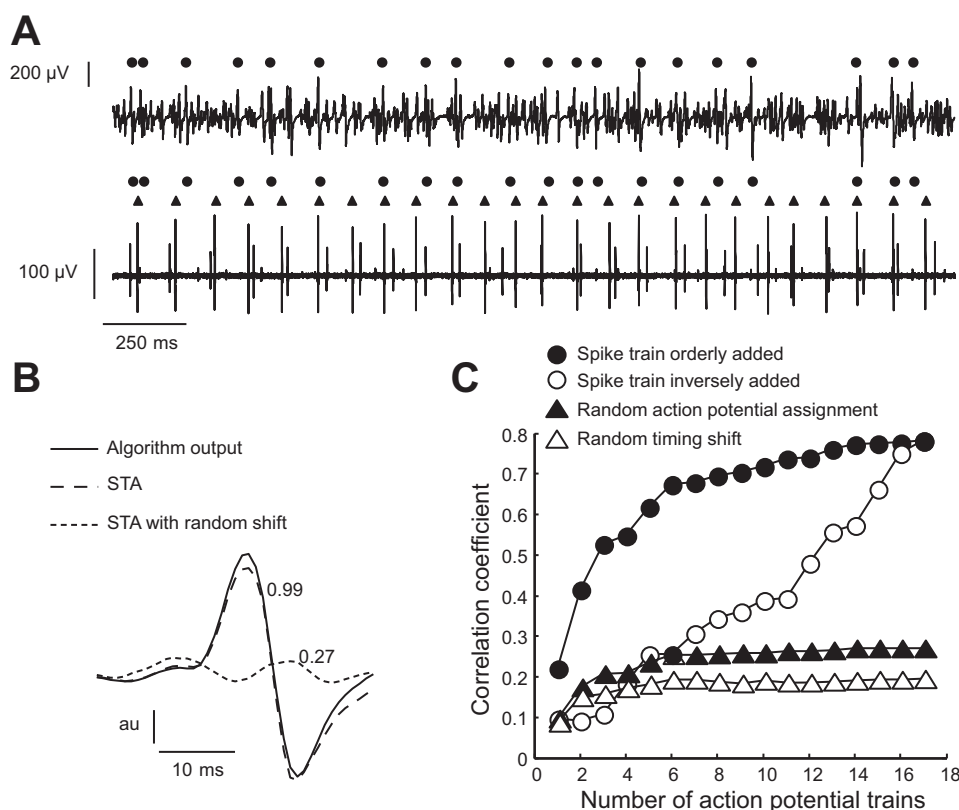 A
200 µV
100 µV
250 ms
B
Algorithm output
STA
STA with random shift
0.99
0.27
au
10 ms
C
Spike train orderly added
Spike train inversely added
Random action potential assignment
Random timing shift
Correlation coefficient
0.8
0.7
0.6
0.5
0.4
0.3
0.2
0.1
0
0 2 4 6 8 10 12 14 16 18
Number of action potential trains